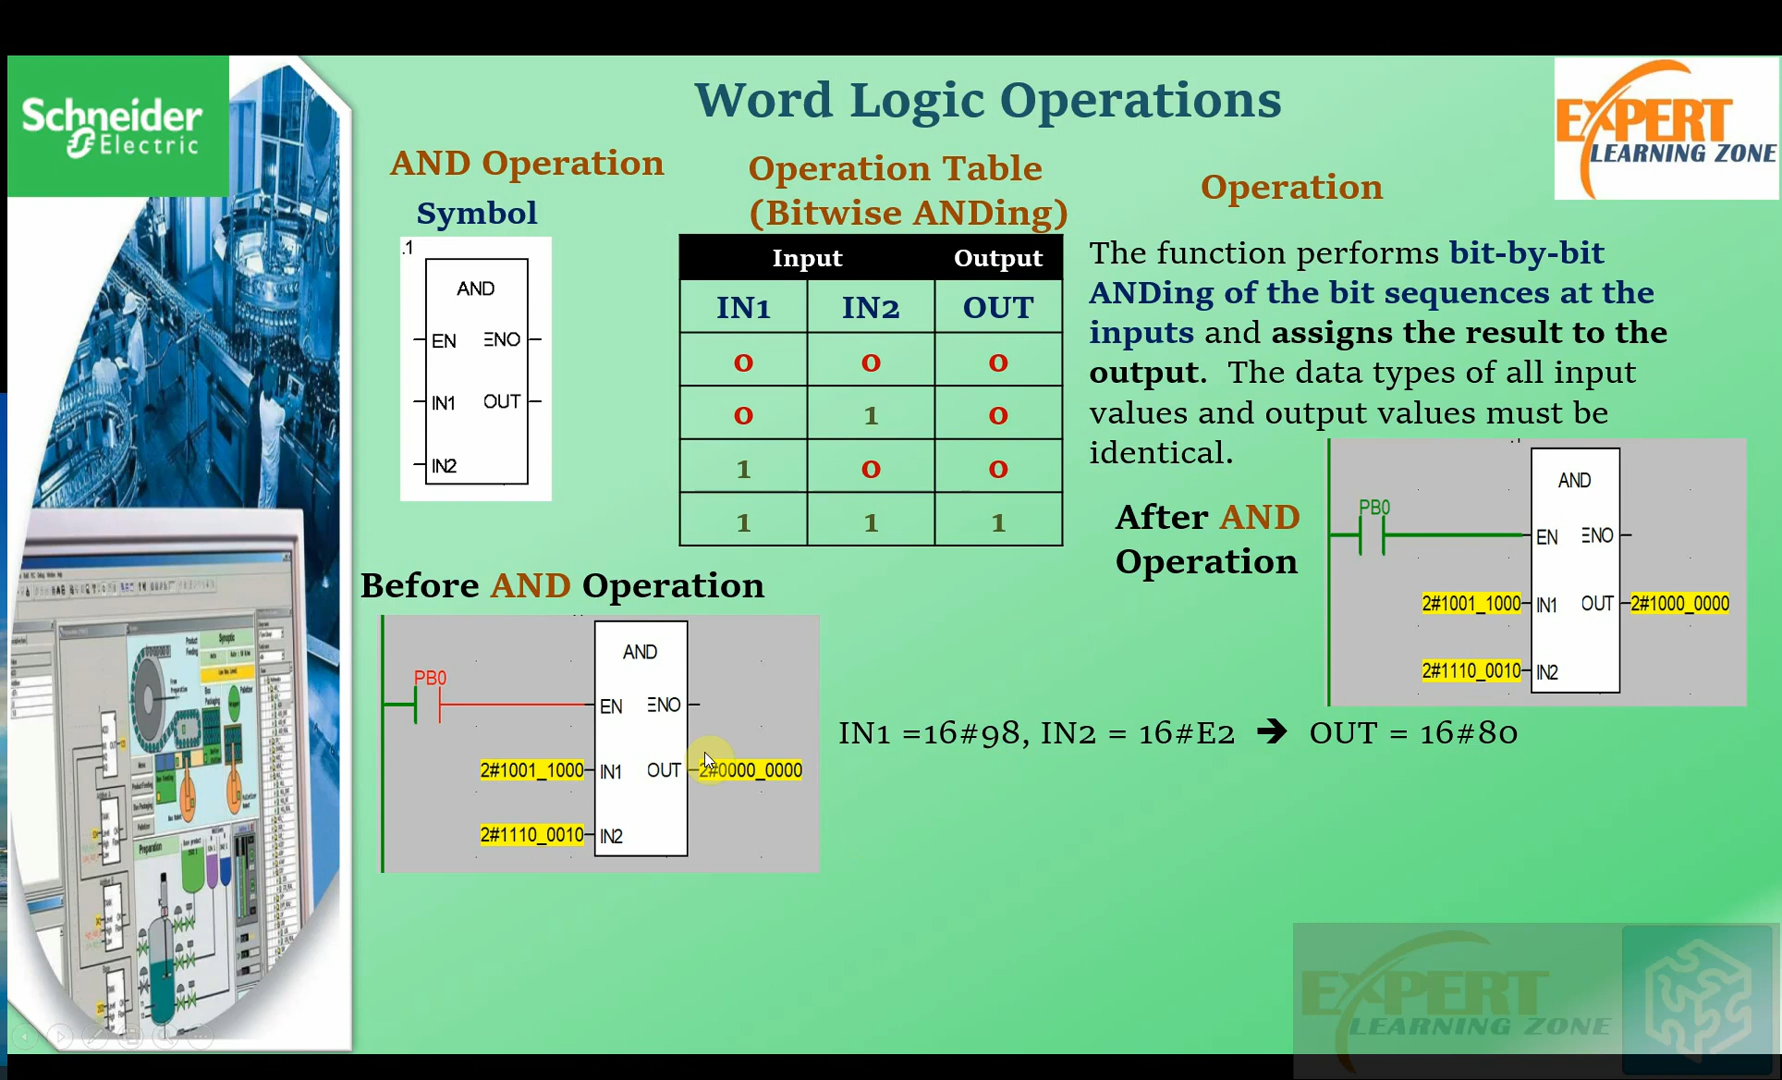 Schneider
Electric
Word Logic Operations
EXPERT
LEARNING ZONE
AND Operation
Symbol
.1
AND
EN ENO
IN1 OUT
IN2
Operation Table
(Bitwise ANDing)
Input Output
IN1 IN2 OUT
0 0 0
0 1 0
1 0 0
1 1 1
Operation
The function performs bit-by-bit
ANDing of the bit sequences at the
inputs and assigns the result to the
output. The data types of all input
values and output values must be
identical.
After AND
Operation
AND
PB0
EN ENO
2#1001_1000 IN1 OUT 2#1000_0000
2#1110_0010 IN2
Before AND Operation
AND
PB0
EN ENO
2#1001_1000 IN1 OUT 2#0000_0000
2#1110_0010 IN2
IN1 =16#98, IN2 = 16#E2 ➔ OUT = 16#80
Product
Feeding
Synoptic
Preparation
EXPERT
LEARNING ZONE